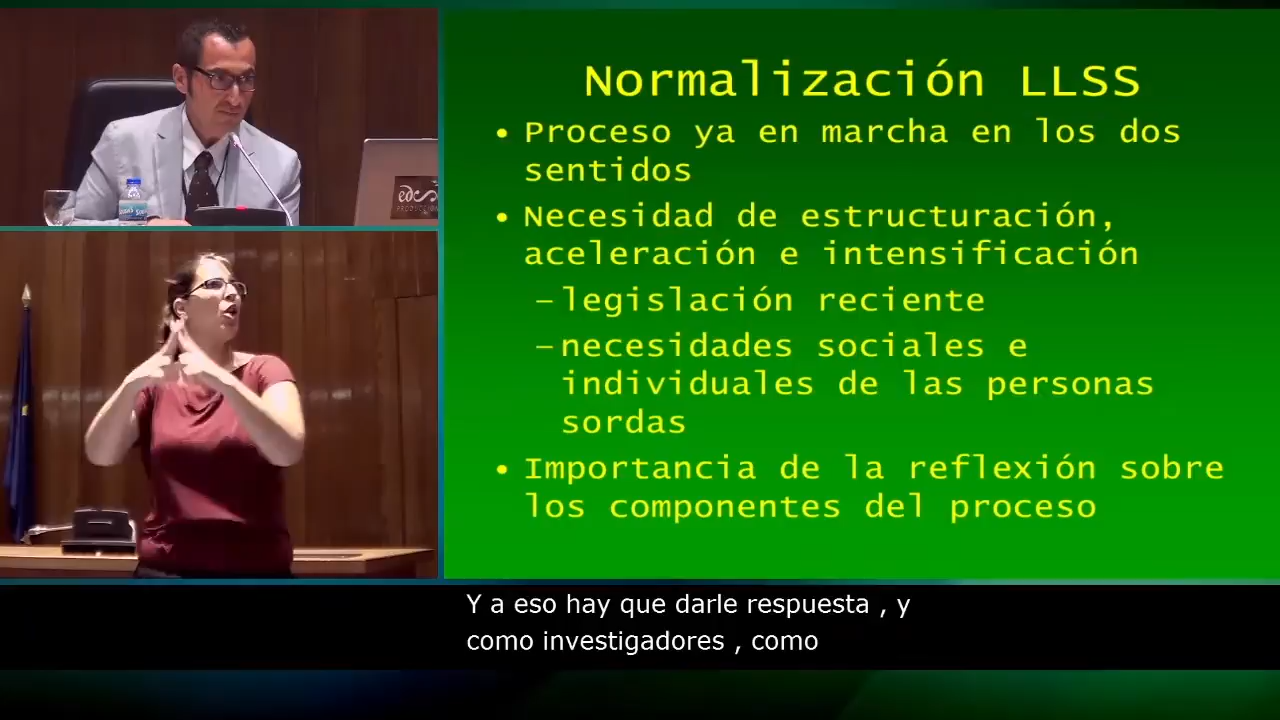 Normalización LLSS
• Proceso ya en marcha en los dos
sentidos
• Necesidad de estructuración,
aceleración e intensificación
–legislación reciente
–necesidades sociales e
individuales de las personas
sordas
• Importancia de la reflexión sobre
los componentes del proceso
Y a eso hay que darle respuesta , y
como investigadores , como